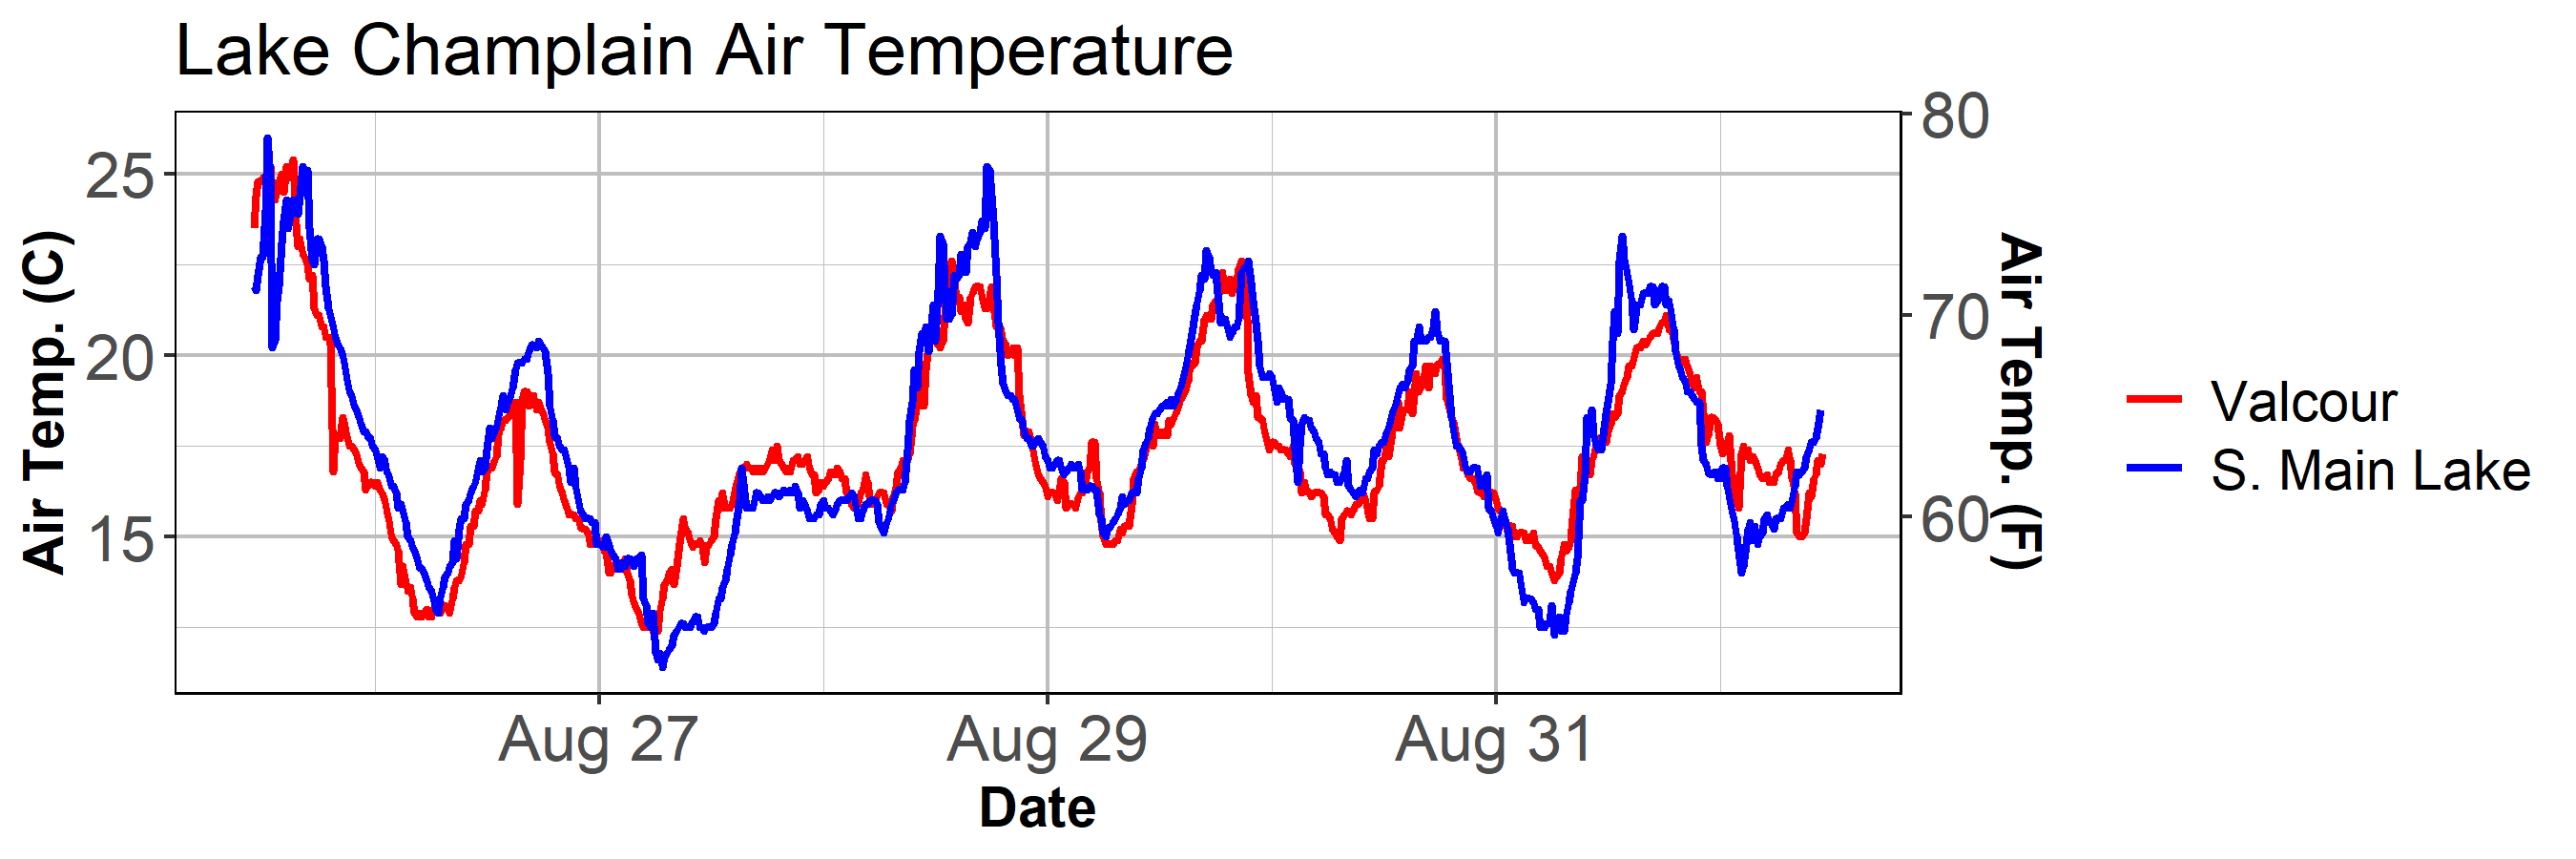 Lake Champlain Air Temperature
Air Temp. (C)
25
20
15
80
70
60
Air Temp. (F)
Aug 27
Aug 29
Aug 31
Date
Valcour
S. Main Lake